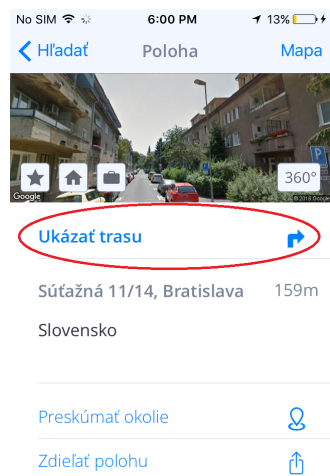 No SIM 6:00 PM 13%
Hľadať Poloha Mapa
360°
Google © 2016 Google
Ukázať trasu
Súťažná 11/14, Bratislava 159m
Slovensko
Preskúmať okolie
Zdieľať polohu